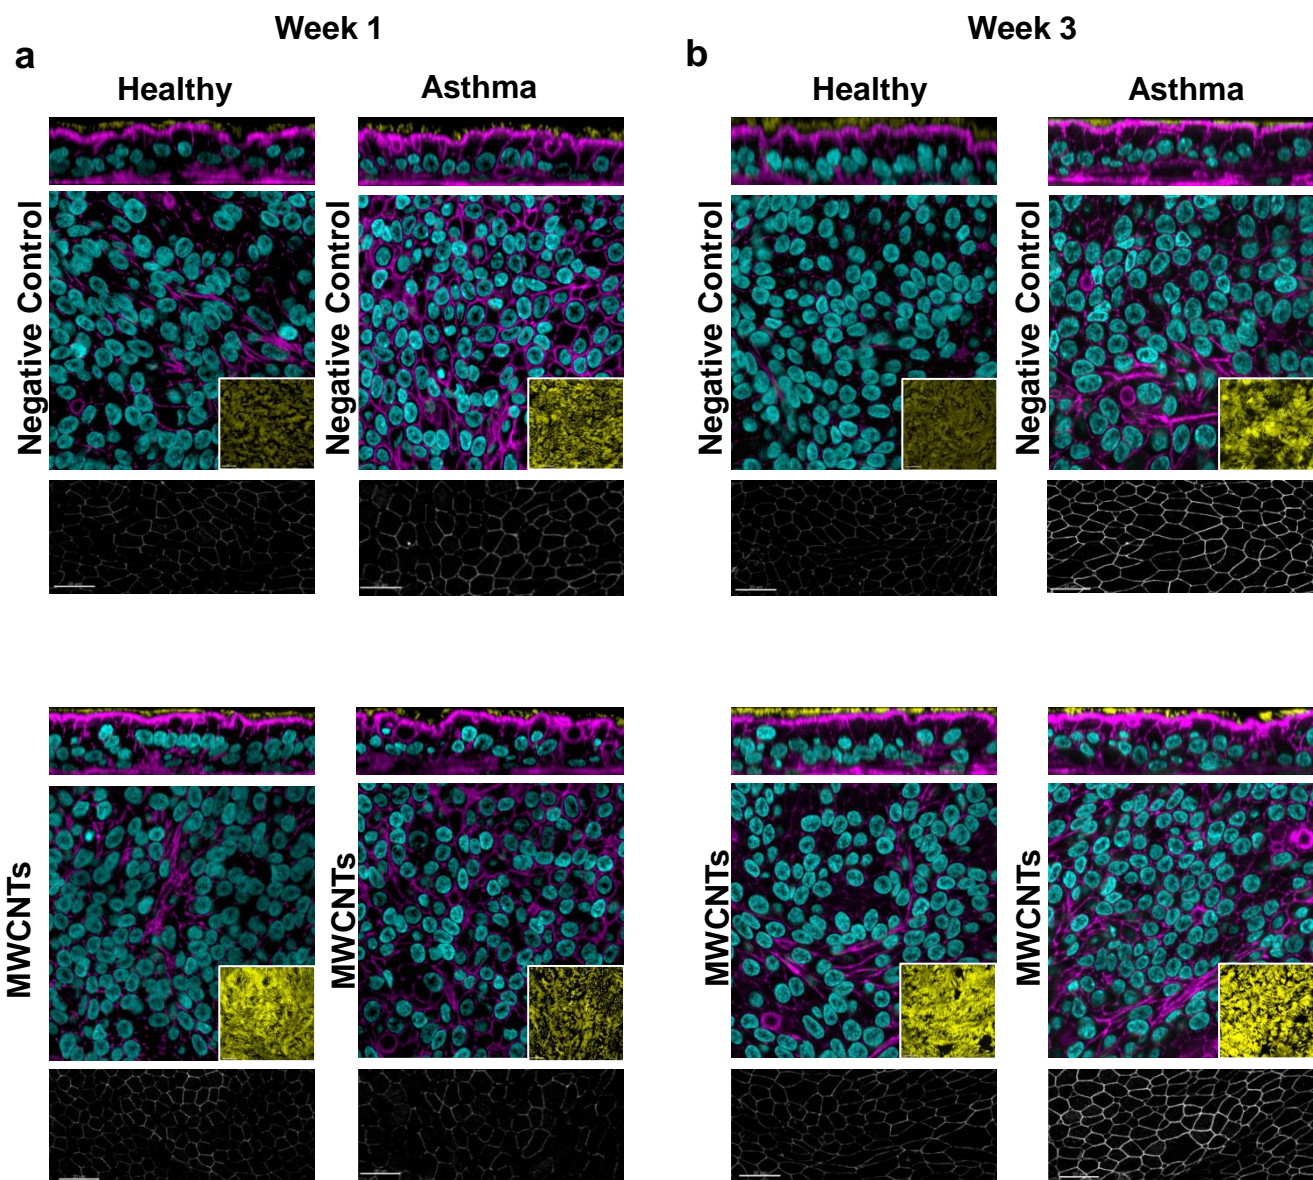 Week 1
Week 3
a
b
Healthy
Asthma
Healthy
Asthma
Negative Control
Negative Control
Negative Control
Negative Control
MWCNTs
MWCNTs
MWCNTs
MWCNTs